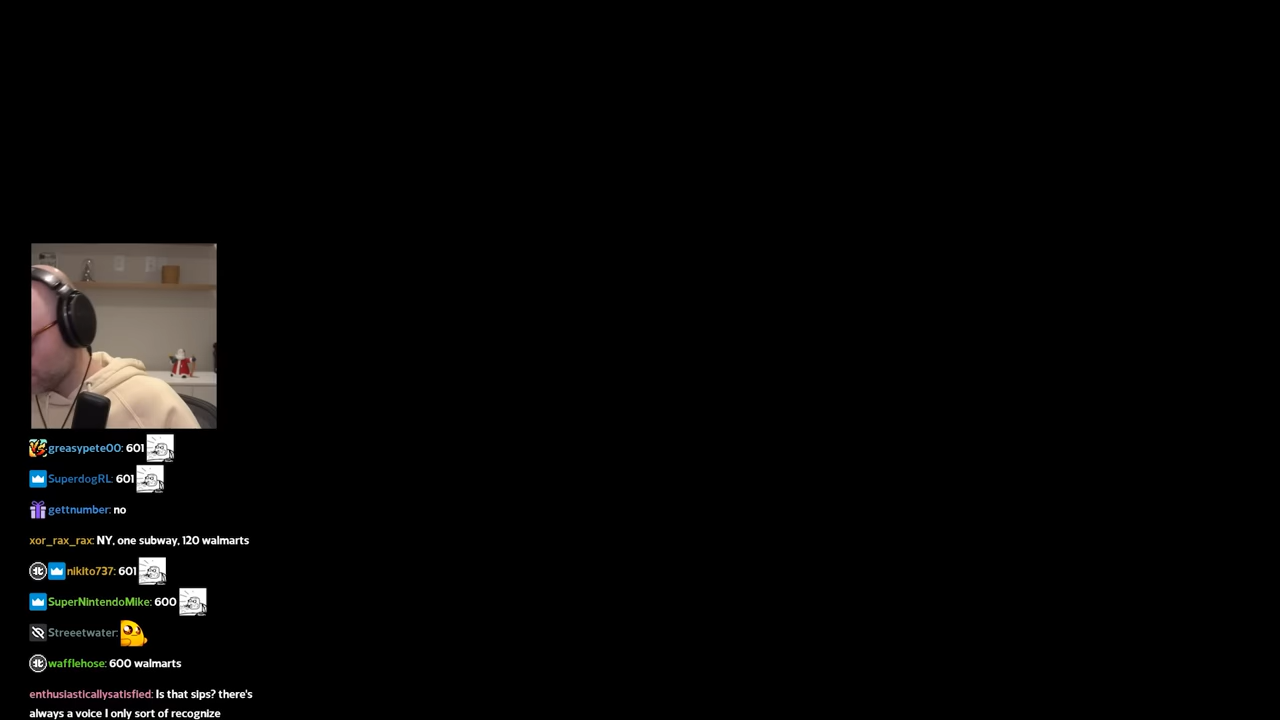 greasypete00: 601
SuperdogRL: 601
gettnumber: no
xor_rax_rax: NY, one subway, 120 walmarts
nikito737: 601
SuperNintendoMike: 600
Streeetwater:
wafflehose: 600 walmarts
enthusiasticallysatisfied: Is that sips? there's
always a voice I only sort of recognize